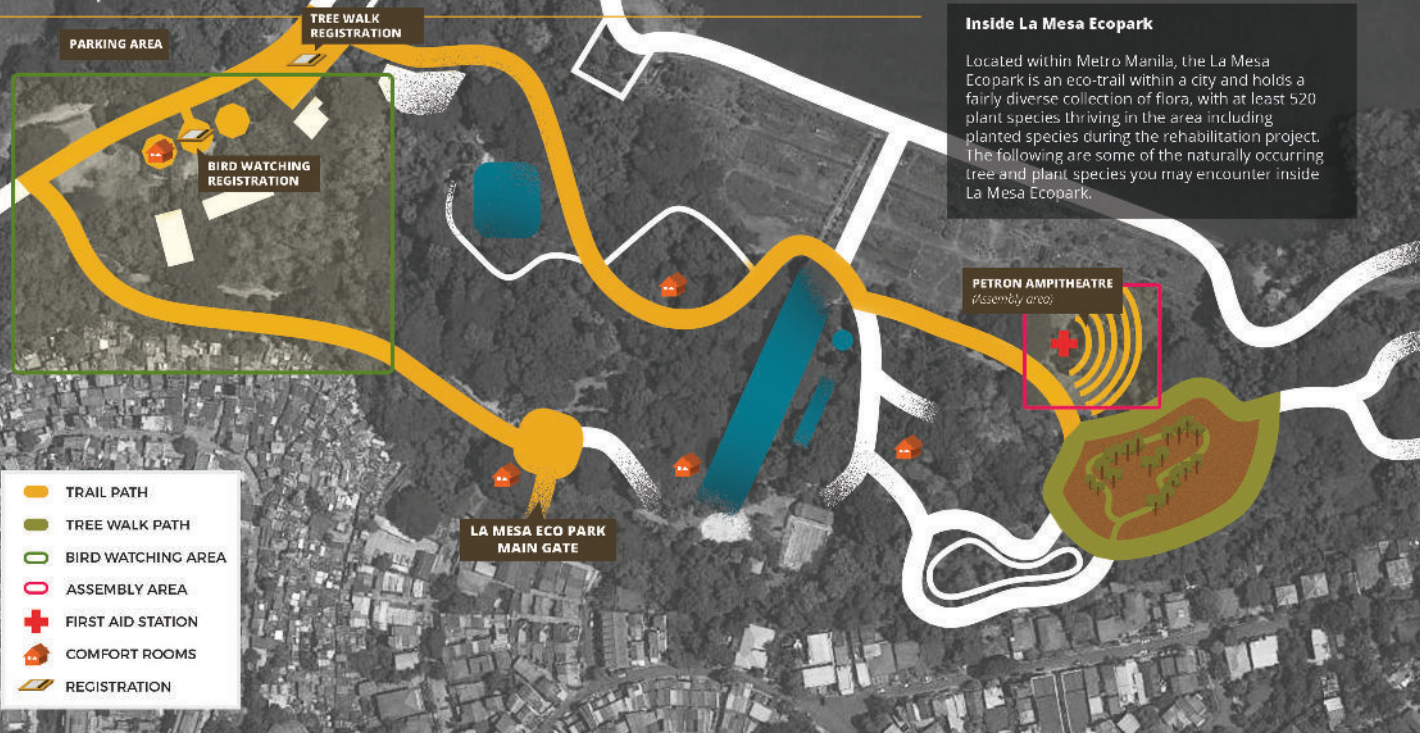 TREE WALK
REGISTRATION
PARKING AREA
BIRD WATCHING
REGISTRATION
Inside La Mesa Ecopark
Located within Metro Manila, the La Mesa
Ecopark is an eco-trail within a city and holds a
fairly diverse collection of flora, with at least 520
plant species thriving in the area including
planted species during the rehabilitation project.
The following are some of the naturally occurring
tree and plant species you may encounter inside
La Mesa Ecopark.
PETRON AMPITHEATRE
(Assembly area)
LA MESA ECO PARK
MAIN GATE
TRAIL PATH
TREE WALK PATH
BIRD WATCHING AREA
ASSEMBLY AREA
FIRST AID STATION
COMFORT ROOMS
REGISTRATION